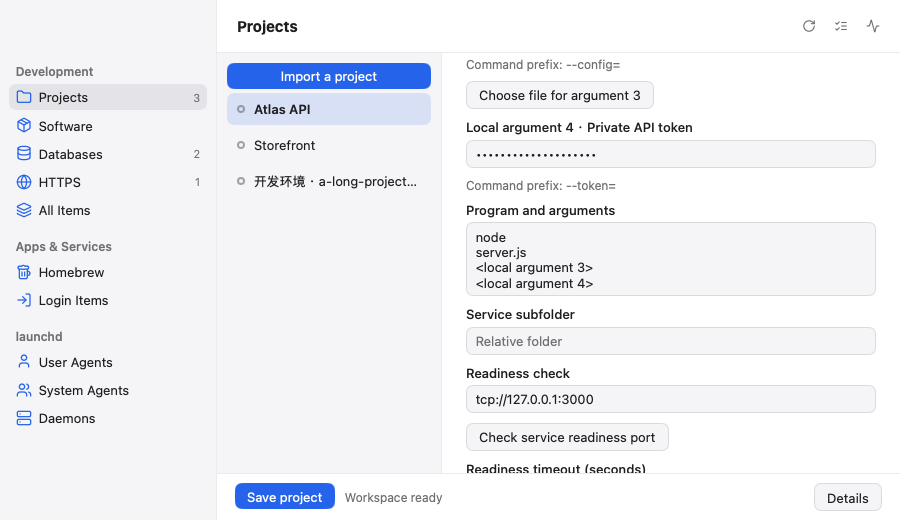 Projects
Development
Projects 3
Software
Databases 2
HTTPS 1
All Items
Apps & Services
Homebrew
Login Items
launchd
User Agents
System Agents
Daemons
Import a project
Atlas API
Storefront
开发环境 · a-long-project...
Command prefix: --config=
Choose file for argument 3
Local argument 4 · Private API token
••••••••••••••••••••
Command prefix: --token=
Program and arguments
node
server.js
<local argument 3>
<local argument 4>
Service subfolder
Relative folder
Readiness check
tcp://127.0.0.1:3000
Check service readiness port
Readiness timeout (seconds)
Save project
Workspace ready
Details